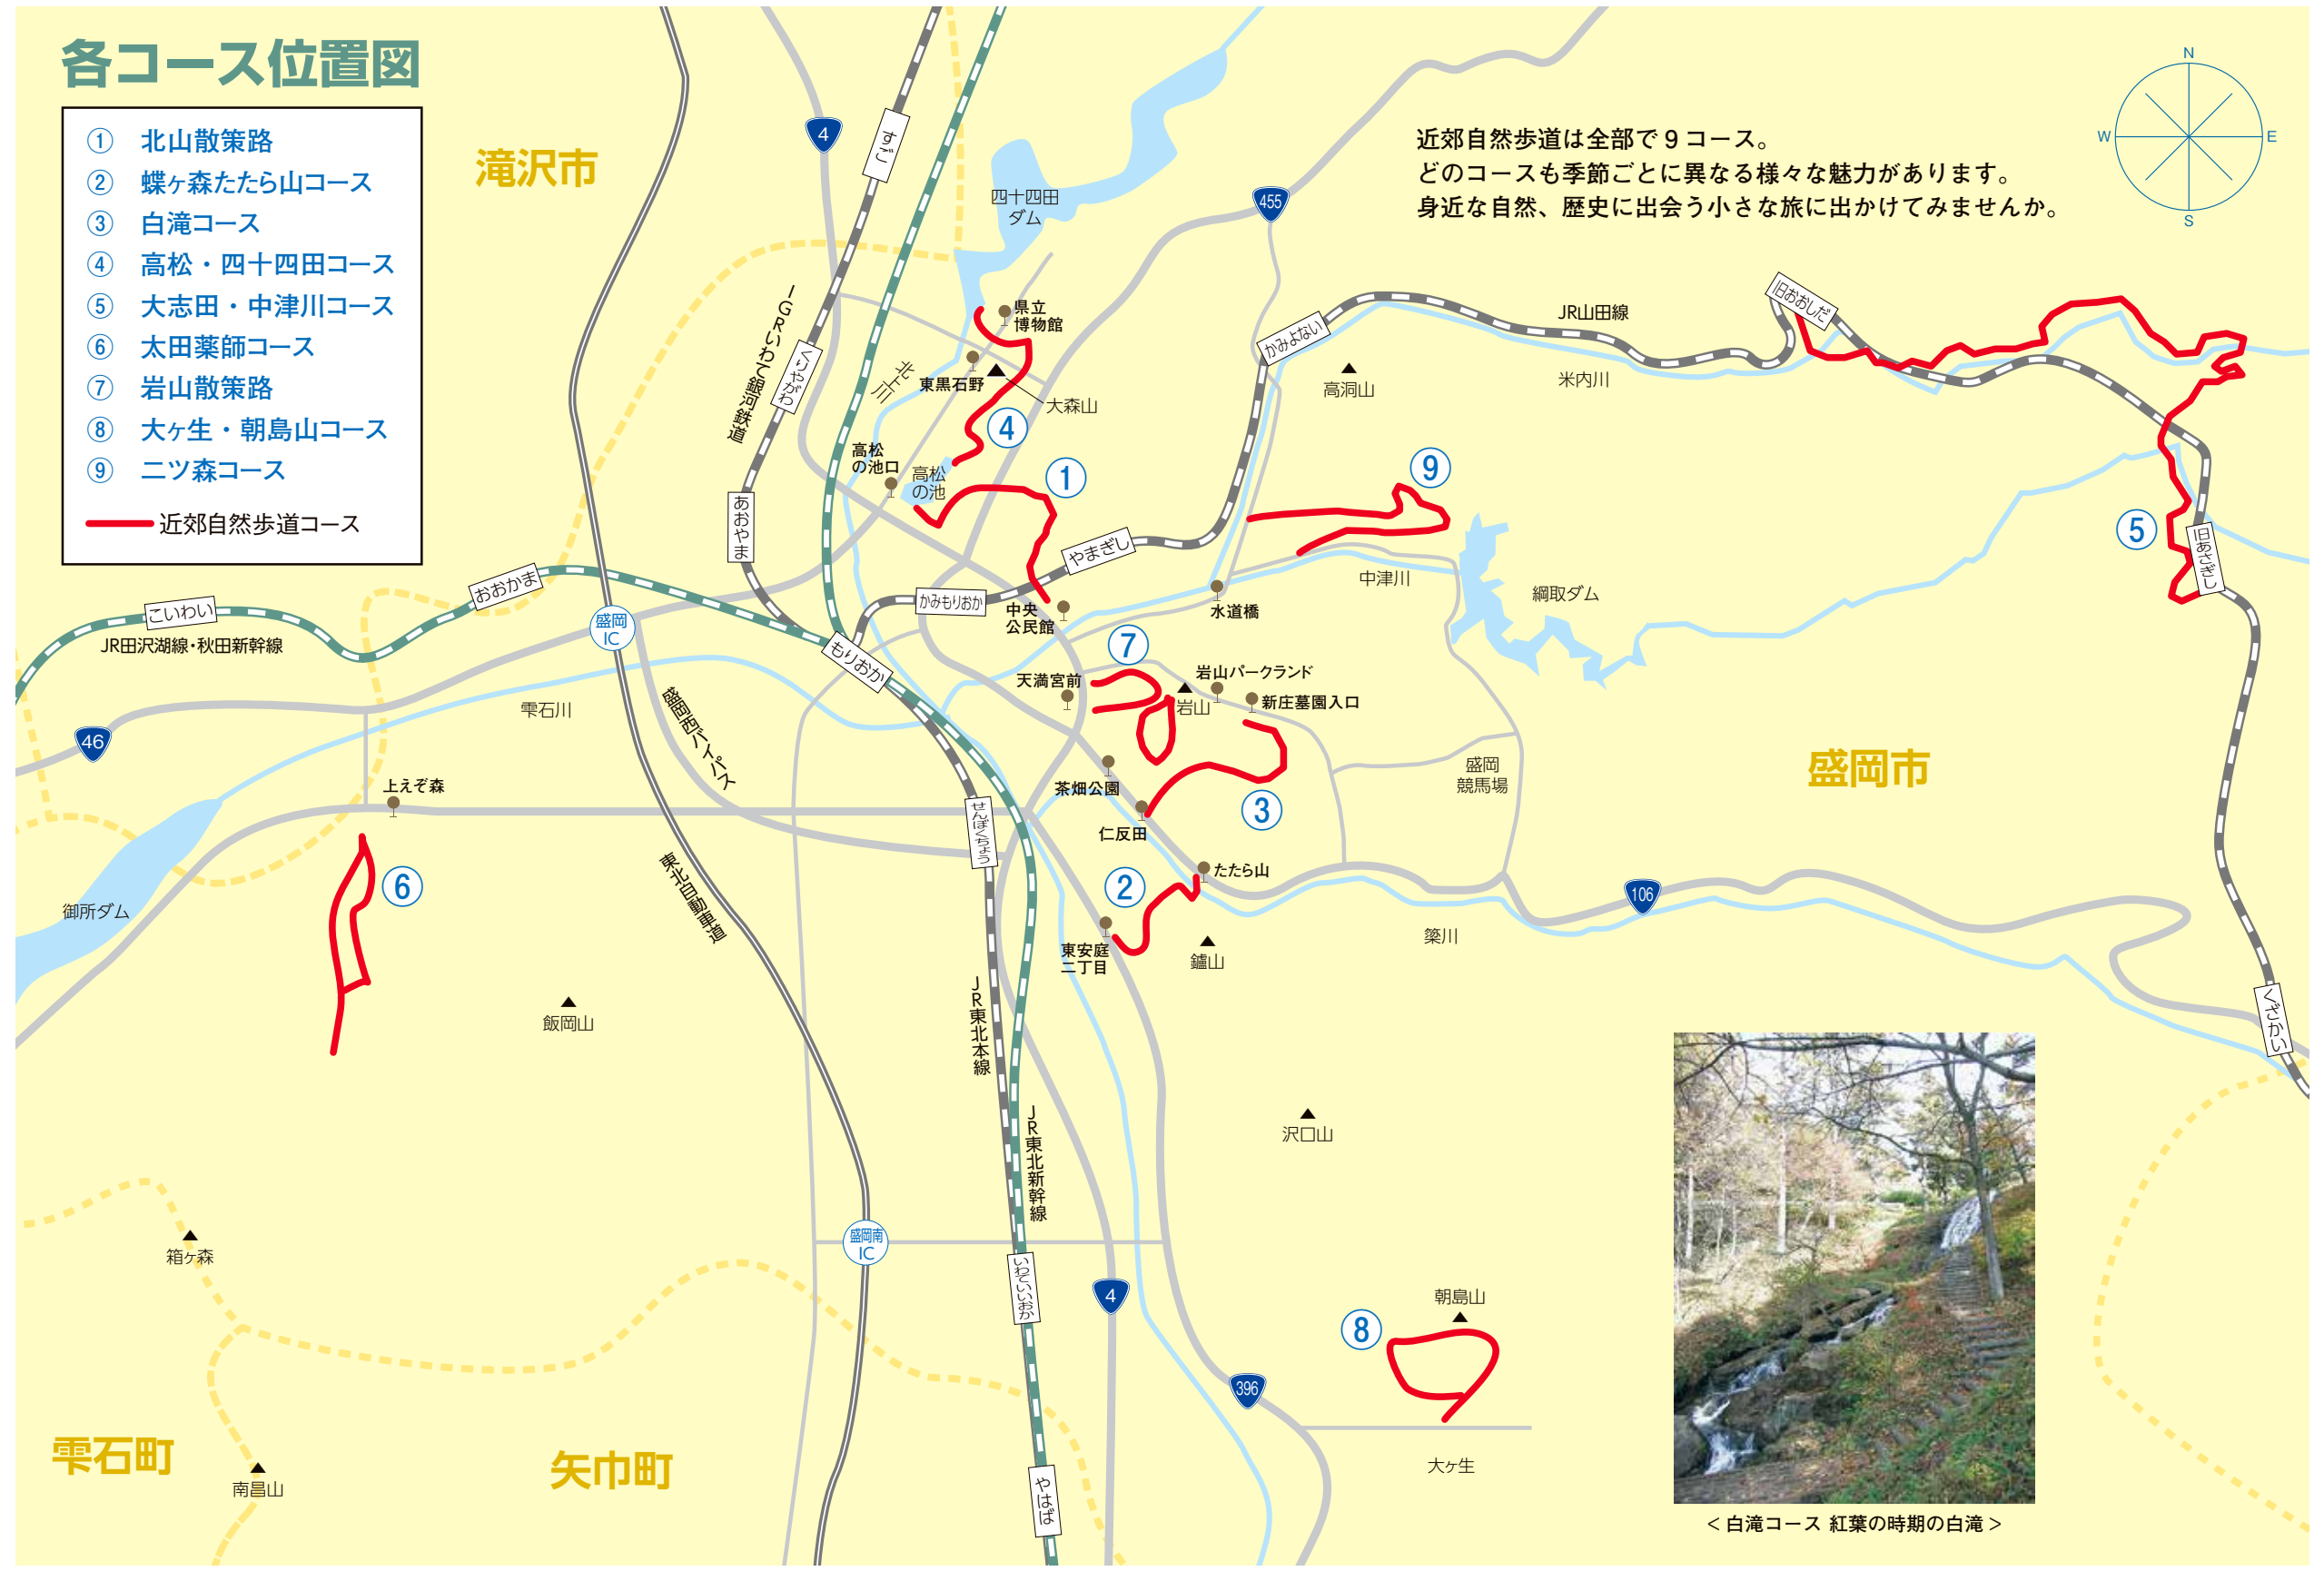 各コース位置図
① 北山散策路
② 蝶ヶ森たたら山コース
③ 白滝コース
④ 高松・四十四田コース
⑤ 大志田・中津川コース
⑥ 太田薬師コース
⑦ 岩山散策路
⑧ 大ヶ生・朝島山コース
⑨ 二ツ森コース
近郊自然歩道コース
近郊自然歩道は全部で9コース。
どのコースも季節ごとに異なる様々な魅力があります。
身近な自然、歴史に出会う小さな旅に出かけてみませんか。
N
W
E
S
滝沢市
4
すご
四十四田
ダム
455
IGRいわて銀河鉄道
くりやがわ
北上川
県立
博物館
東黒石野
大森山
④
高松
の池口
高松
の池
①
かみよない
高洞山
JR山田線
米内川
旧おおしだ
⑨
⑤
旧あさぎし
あおやま
やまぎし
おおかま
こいわい
JR田沢湖線・秋田新幹線
盛岡
IC
かみもりおか
中央
公民館
水道橋
中津川
綱取ダム
もりおか
⑦
天満宮前
岩山パークランド
岩山
新庄墓園入口
雫石川
盛岡西バイパス
46
盛岡
競馬場
盛岡市
上えぞ森
茶畑公園
仁反田
③
せんぼくちょう
⑥
東北自動車道
御所ダム
②
たたら山
東安庭
二丁目
鑪山
106
簗川
飯岡山
JR東北本線
くざかい
JR東北新幹線
沢口山
箱ヶ森
盛岡南
IC
いわていいおか
4
朝島山
⑧
396
大ヶ生
雫石町
南昌山
矢巾町
やはば
<白滝コース 紅葉の時期の白滝>